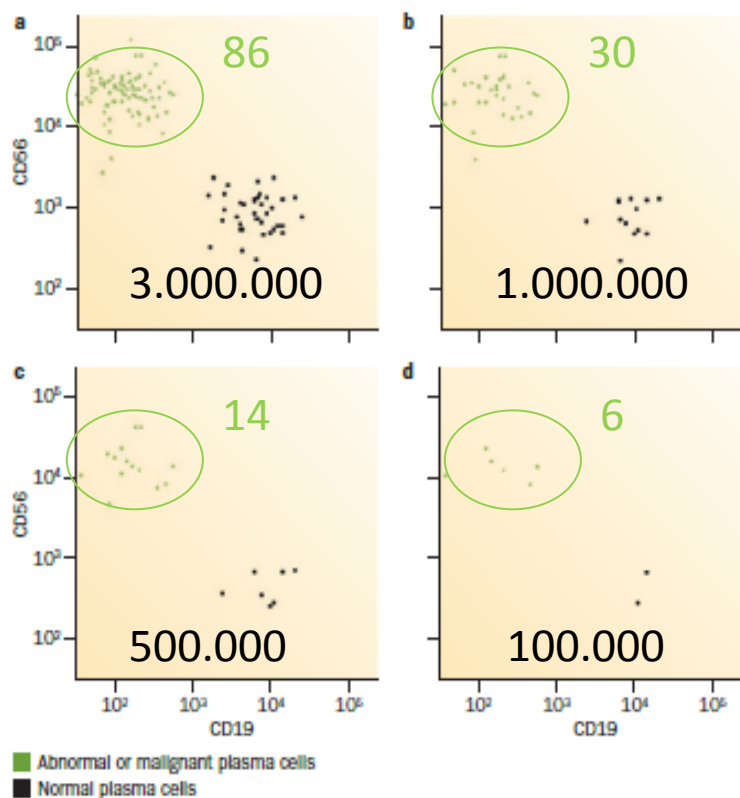 a
86
10⁵
10⁴
CD56
10³
10²
3.000.000
b
30
1.000.000
c
14
10⁵
10⁴
CD56
10³
10²
500.000
10² 10³ 10⁴ 10⁵
CD19
d
6
100.000
10² 10³ 10⁴ 10⁵
CD19
Abnormal or malignant plasma cells
Normal plasma cells